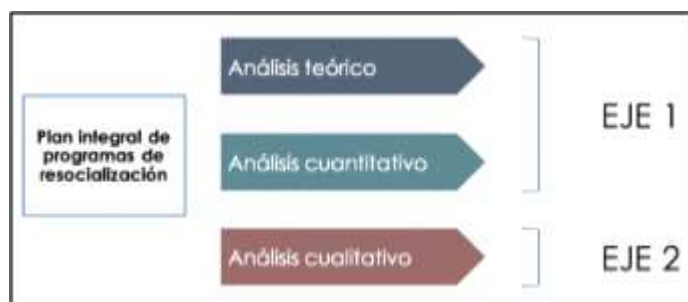 Plan integral de
programas de
resocialización
Análisis teórico
Análisis cuantitativo
Análisis cualitativo
EJE 1
EJE 2